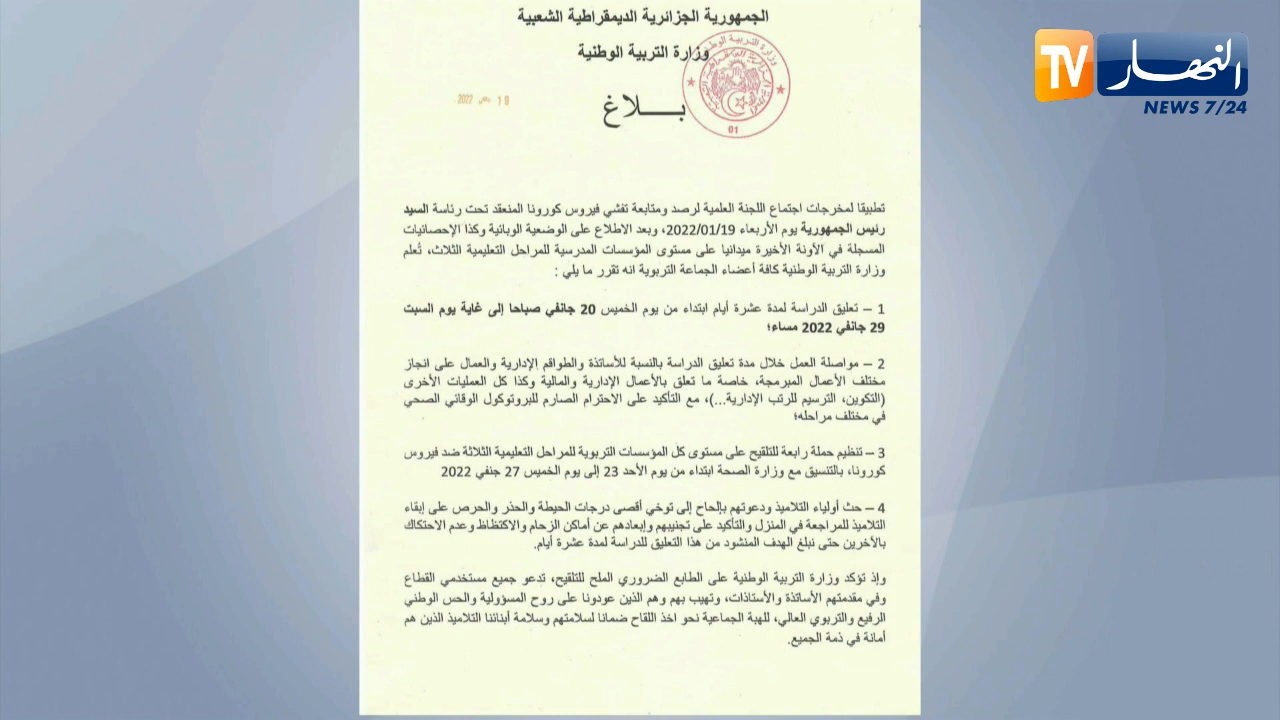 الجمهورية الجزائرية الديمقراطية الشعبية
وزارة التربية الوطنية
2022
بـــلاغ
01
TV النهار
NEWS 7/24
تطبيقا لمخرجات اجتماع اللجنة العلمية لرصد ومتابعة تفشي فيروس كورونا المنعقد تحت رئاسة السيد
رئيس الجمهورية يوم الأربعاء 2022/01/19، وبعد الاطلاع على الوضعية الوبائية وكذا الإحصائيات
المسجلة في الآونة الأخيرة ميدانيا على مستوى المؤسسات المدرسية للمراحل التعليمية الثلاث، تُعلم
وزارة التربية الوطنية كافة أعضاء الجماعة التربوية انه تقرر ما يلي :
1 – تعليق الدراسة لمدة عشرة أيام ابتداء من يوم الخميس 20 جانفي صباحا إلى غاية يوم السبت
29 جانفي 2022 مساء؛
2 – مواصلة العمل خلال مدة تعليق الدراسة بالنسبة للأساتذة والطواقم الإدارية والعمال على انجاز
مختلف الأعمال المبرمجة، خاصة ما تعلق بالأعمال الإدارية والمالية وكذا كل العمليات الأخرى
(التكوين، الترسيم للرتب الإدارية...)، مع التأكيد على الاحترام الصارم للبروتوكول الوقائي الصحي
في مختلف مراحله؛
3 – تنظيم حملة رابعة للتلقيح على مستوى كل المؤسسات التربوية للمراحل التعليمية الثلاثة ضد فيروس
كورونا، بالتنسيق مع وزارة الصحة ابتداء من يوم الأحد 23 إلى يوم الخميس 27 جنفي 2022
4 – حث أولياء التلاميذ ودعوتهم بإلحاح إلى توخي أقصى درجات الحيطة والحذر والحرص على إبقاء
التلاميذ للمراجعة في المنزل والتأكيد على تجنيبهم وإبعادهم عن أماكن الزحام والاكتظاظ وعدم الاحتكاك
بالآخرين حتى نبلغ الهدف المنشود من هذا التعليق للدراسة لمدة عشرة أيام.
وإذ تؤكد وزارة التربية الوطنية على الطابع الضروري الملح للتلقيح، تدعو جميع مستخدمي القطاع
وفي مقدمتهم الأساتذة والأستاذات، وتهيب بهم وهم الذين عودونا على روح المسؤولية والحس الوطني
الرفيع والتربوي العالي، للهبة الجماعية نحو اخذ اللقاح ضمانا لسلامتهم وسلامة أبنائنا التلاميذ الذين هم
أمانة في ذمة الجميع.